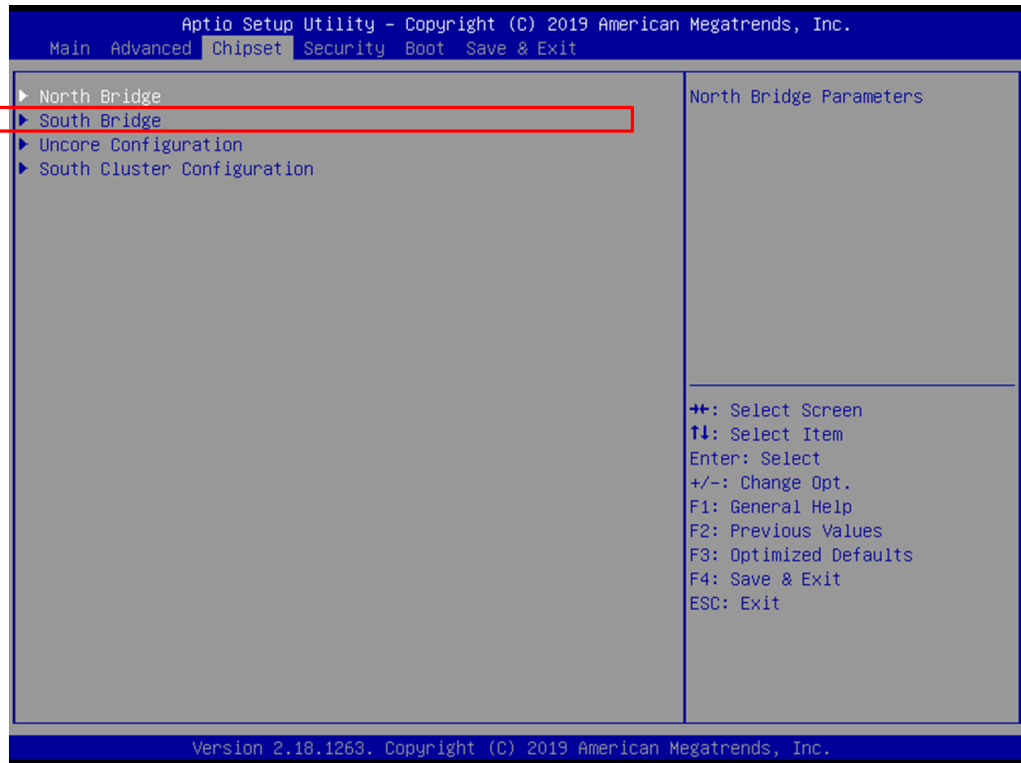 Aptio Setup Utility – Copyright (C) 2019 American Megatrends, Inc.
Main Advanced Chipset Security Boot Save & Exit
North Bridge
South Bridge
Uncore Configuration
South Cluster Configuration
North Bridge Parameters
→←: Select Screen
↑↓: Select Item
Enter: Select
+/-: Change Opt.
F1: General Help
F2: Previous Values
F3: Optimized Defaults
F4: Save & Exit
ESC: Exit
Version 2.18.1263. Copyright (C) 2019 American Megatrends, Inc.